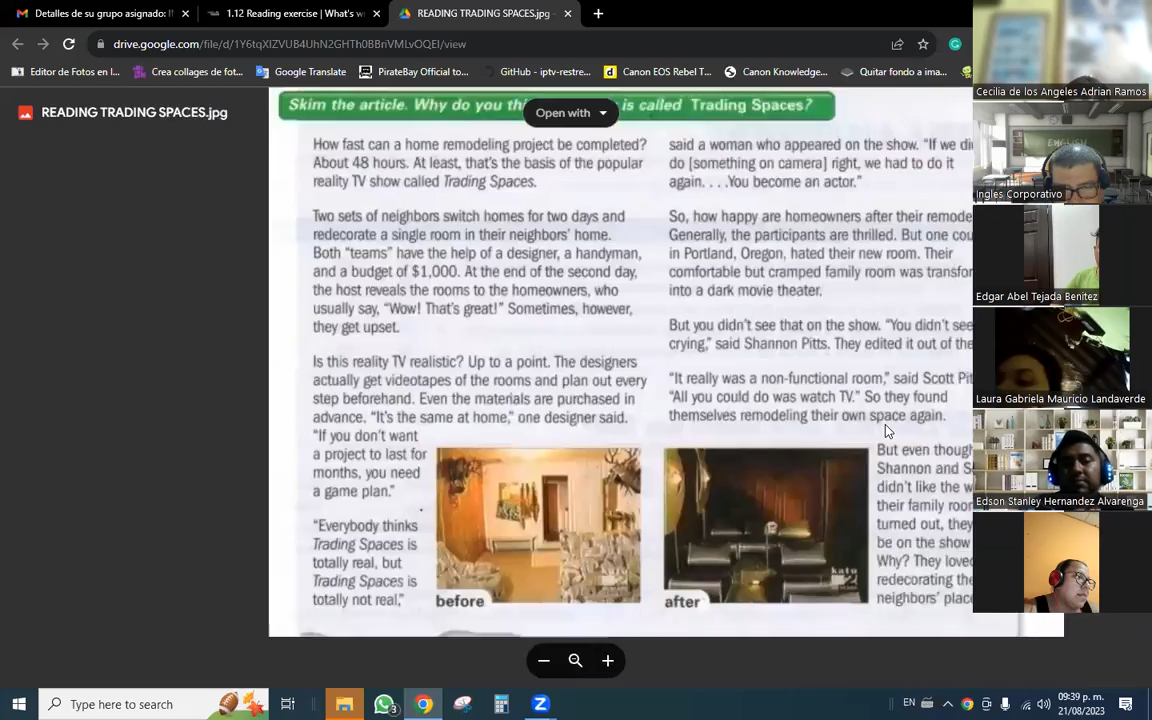 Detalles de su grupo asignado: I
1.12 Reading exercise | What's w
READING TRADING SPACES.jpg
drive.google.com/file/d/1Y6tqXIZVUB4UhN2GHTh0BBriVMLvOQEI/view
Editor de Fotos en l...
Crea collages de fot...
Google Translate
PirateBay Official to...
GitHub - iptv-restre...
Canon EOS Rebel T...
Canon Knowledge...
Quitar fondo a ima...
READING TRADING SPACES.jpg
Open with
Skim the article. Why do you thi
is called Trading Spaces?
How fast can a home remodeling project be completed?
About 48 hours. At least, that's the basis of the popular
reality TV show called Trading Spaces.
Two sets of neighbors switch homes for two days and
redecorate a single room in their neighbors' home.
Both "teams" have the help of a designer, a handyman,
and a budget of $1,000. At the end of the second day,
the host reveals the rooms to the homeowners, who
usually say, "Wow! That's great!" Sometimes, however,
they get upset.
Is this reality TV realistic? Up to a point. The designers
actually get videotapes of the rooms and plan out every
step beforehand. Even the materials are purchased in
advance. "It's the same at home," one designer said.
"If you don't want
a project to last for
months, you need
a game plan."
"Everybody thinks
Trading Spaces is
totally real, but
Trading Spaces is
totally not real,"
before
after
katu
2
said a woman who appeared on the show. "If we di
do [something on camera] right, we had to do it
again. . . .You become an actor."
So, how happy are homeowners after their remode
Generally, the participants are thrilled. But one cou
in Portland, Oregon, hated their new room. Their
comfortable but cramped family room was transfor
into a dark movie theater.
But you didn't see that on the show. "You didn't see
crying," said Shannon Pitts. They edited it out of the
"It really was a non-functional room," said Scott Pit
"All you could do was watch TV." So they found
themselves remodeling their own space again.
But even though
Shannon and S
didn't like the w
their family roor
turned out, they
be on the show
Why? They loved
redecorating the
neighbors' place
Cecilia de los Angeles Adrian Ramos
ENGLISH
Ingles Corporativo
Edgar Abel Tejada Benitez
Laura Gabriela Mauricio Landaverde
Edson Stanley Hernandez Alvarenga
Type here to search
3
EN
09:39 p. m.
21/08/2023